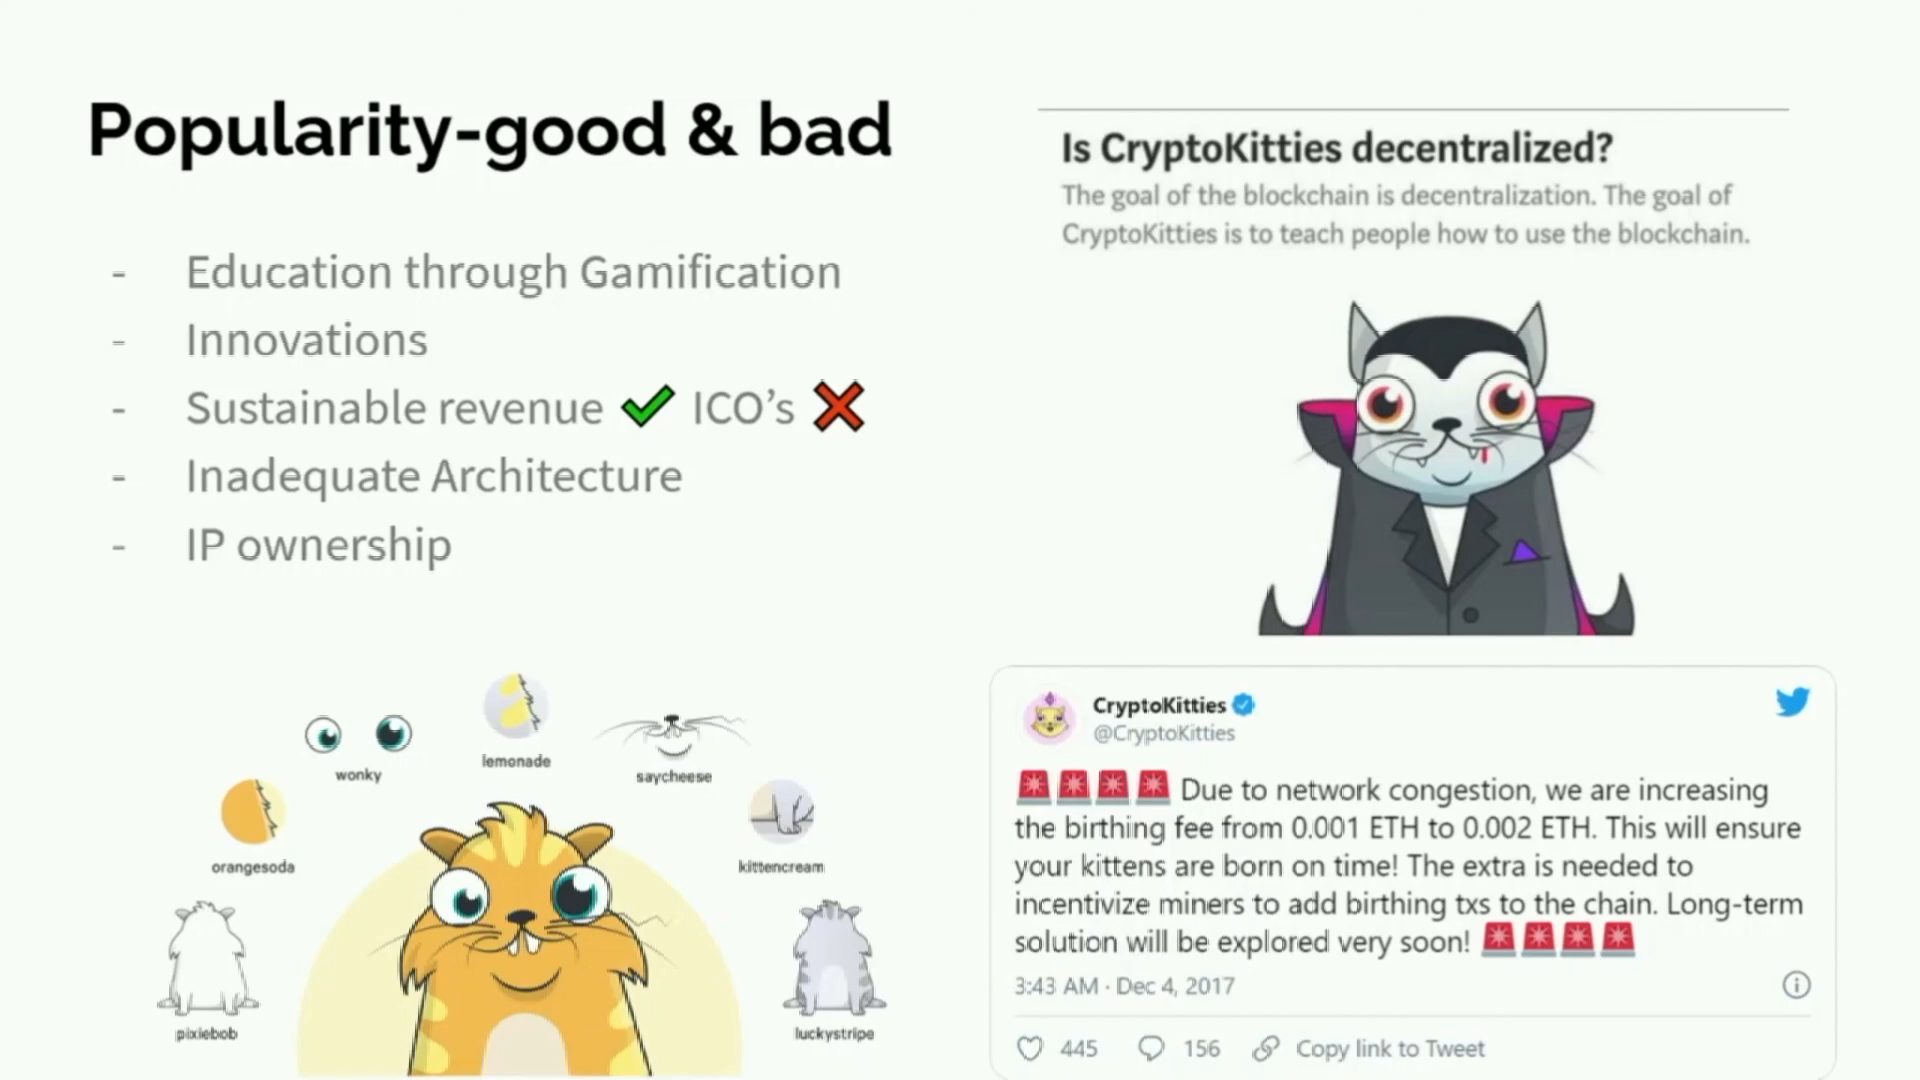 Popularity-good & bad
- Education through Gamification
- Innovations
- Sustainable revenue ✔ ICO’s ❌
- Inadequate Architecture
- IP ownership
Is CryptoKitties decentralized?
The goal of the blockchain is decentralization. The goal of
CryptoKitties is to teach people how to use the blockchain.
wonky
lemonade
saycheese
orangesoda
kittencream
pixiebob
luckystripe
CryptoKitties
@CryptoKitties
🚨🚨🚨🚨 Due to network congestion, we are increasing
the birthing fee from 0.001 ETH to 0.002 ETH. This will ensure
your kittens are born on time! The extra is needed to
incentivize miners to add birthing txs to the chain. Long-term
solution will be explored very soon! 🚨🚨🚨🚨
3:43 AM · Dec 4, 2017
445 156 Copy link to Tweet